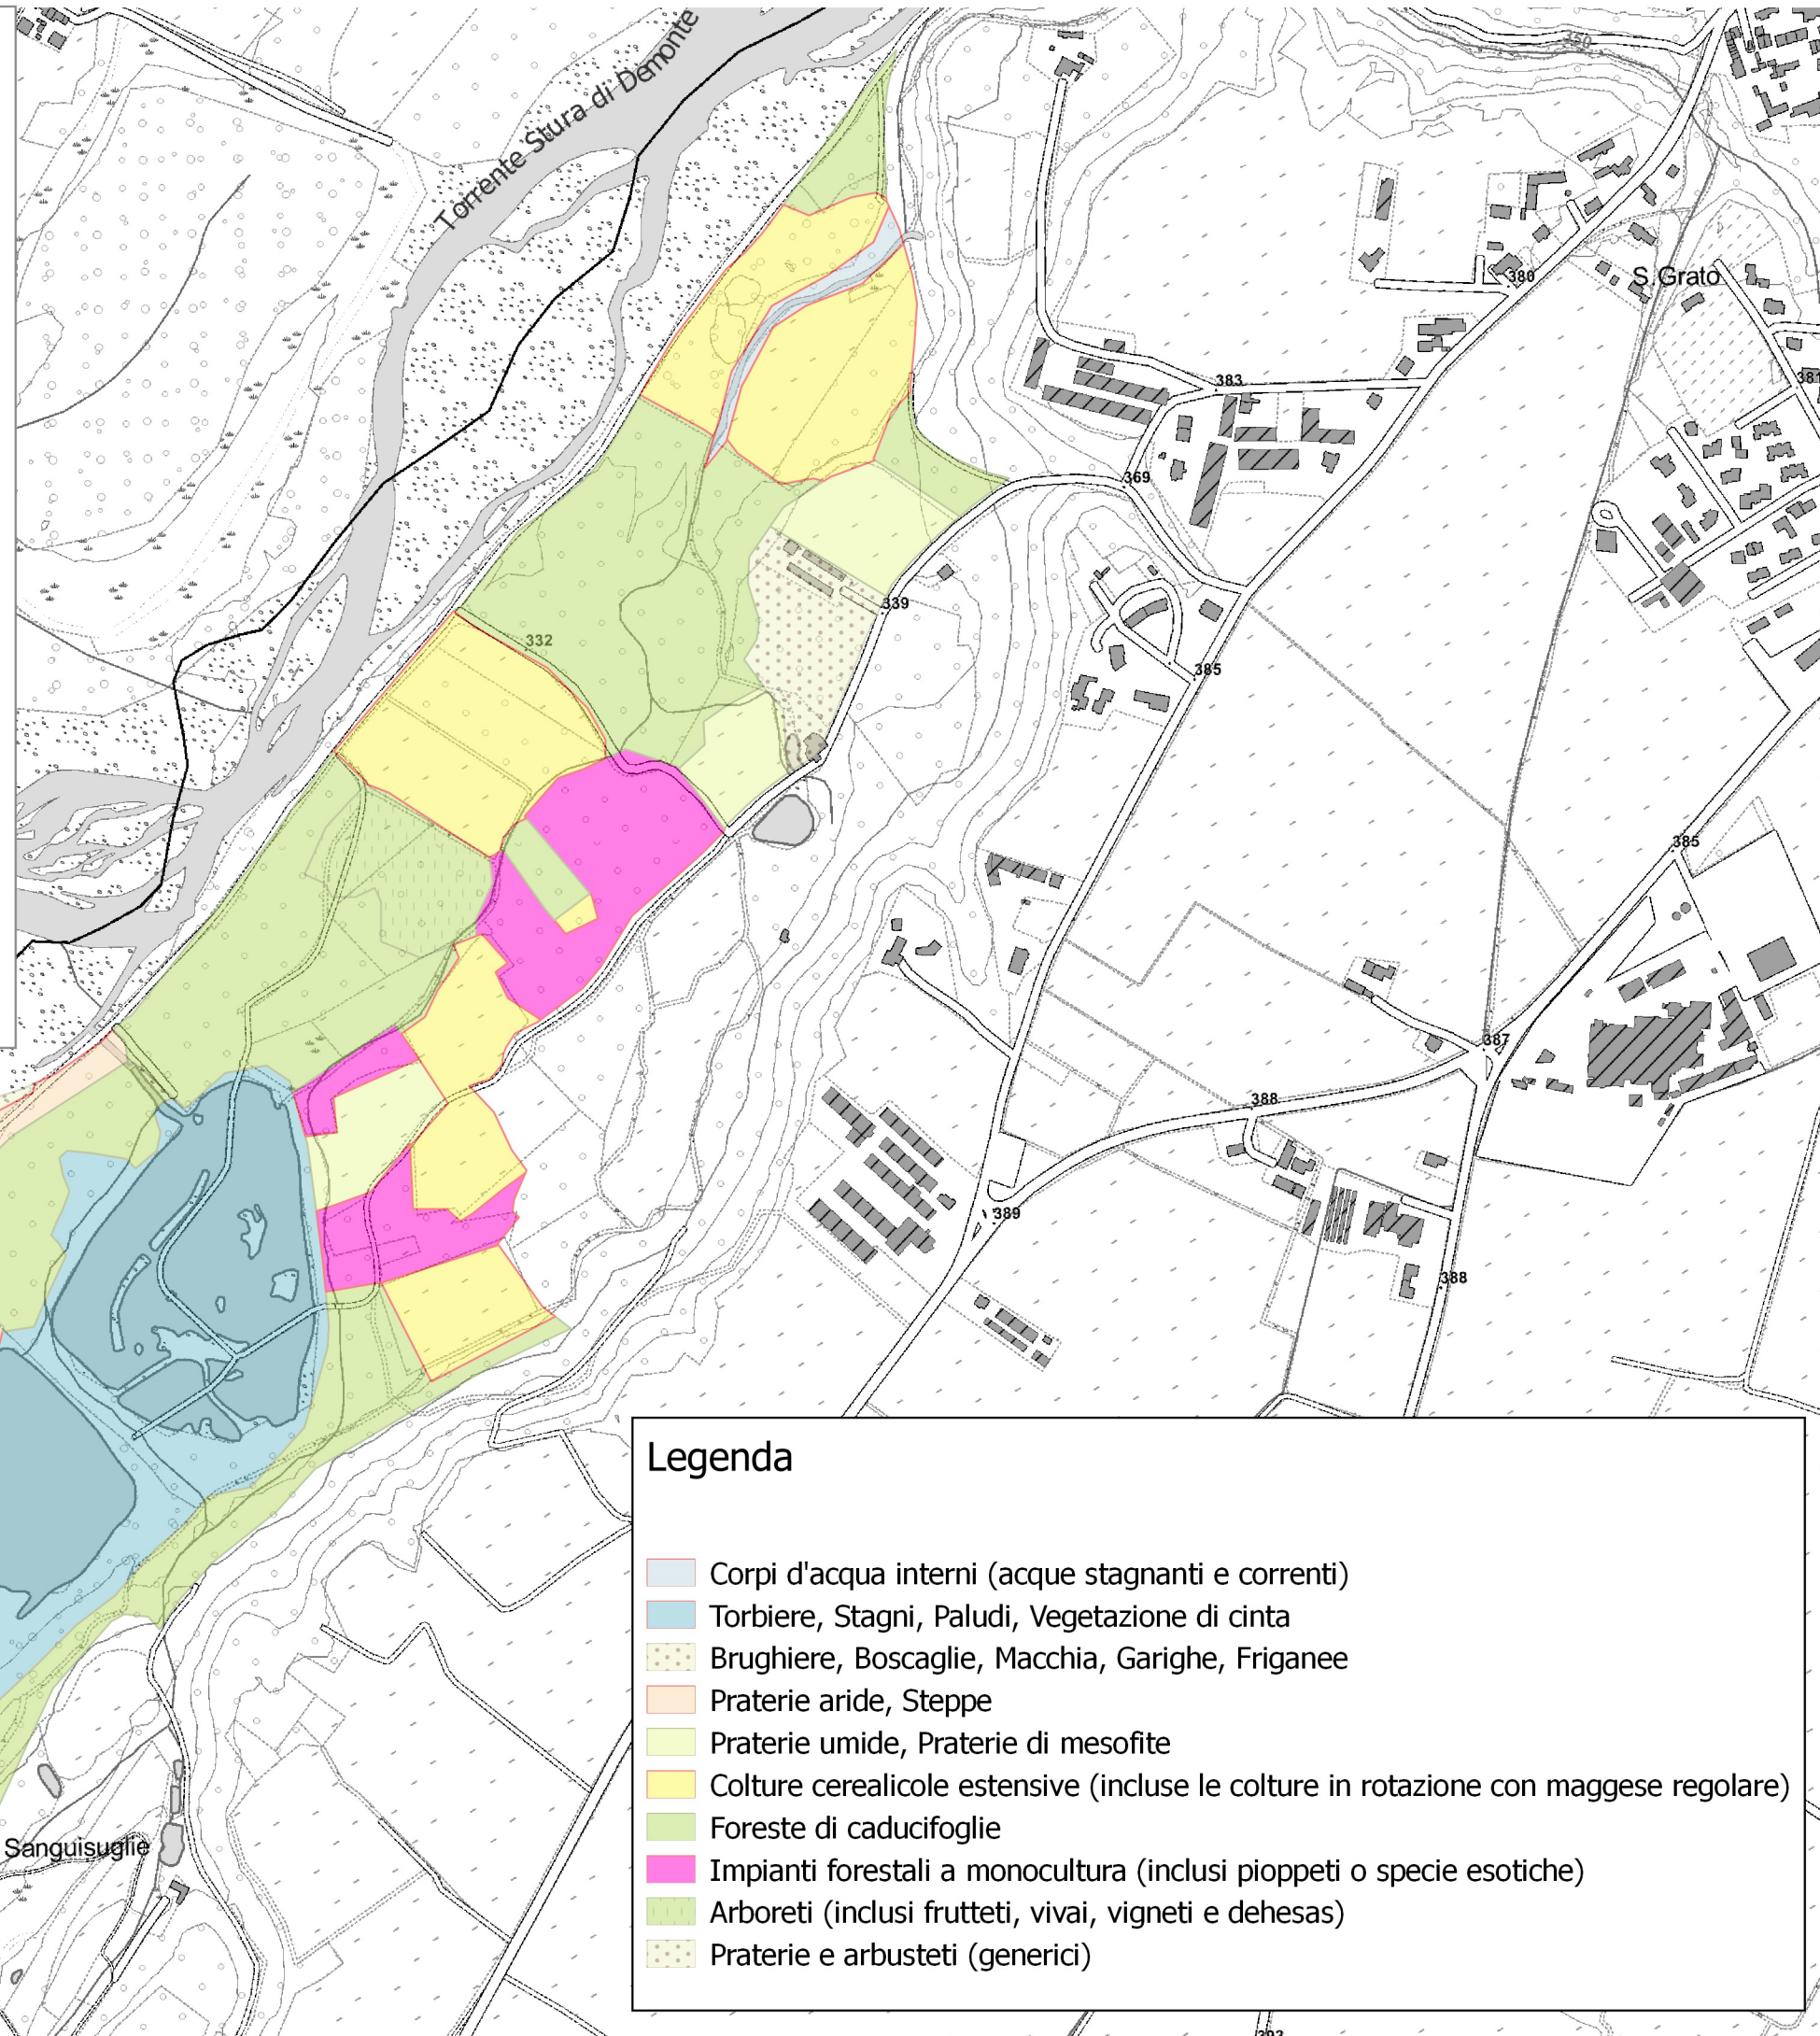 350
Torrente Stura di Demonte
380
S.Grato
383
381
369
339
332
385
385
387
388
389
388
Legenda
Corpi d'acqua interni (acque stagnanti e correnti)
Torbiere, Stagni, Paludi, Vegetazione di cinta
Brughiere, Boscaglie, Macchia, Garighe, Friganee
Praterie aride, Steppe
Praterie umide, Praterie di mesofite
Colture cerealicole estensive (incluse le colture in rotazione con maggese regolare)
Foreste di caducifoglie
Impianti forestali a monocultura (inclusi pioppeti o specie esotiche)
Arboreti (inclusi frutteti, vivai, vigneti e dehesas)
Praterie e arbusteti (generici)
Sanguisuglie